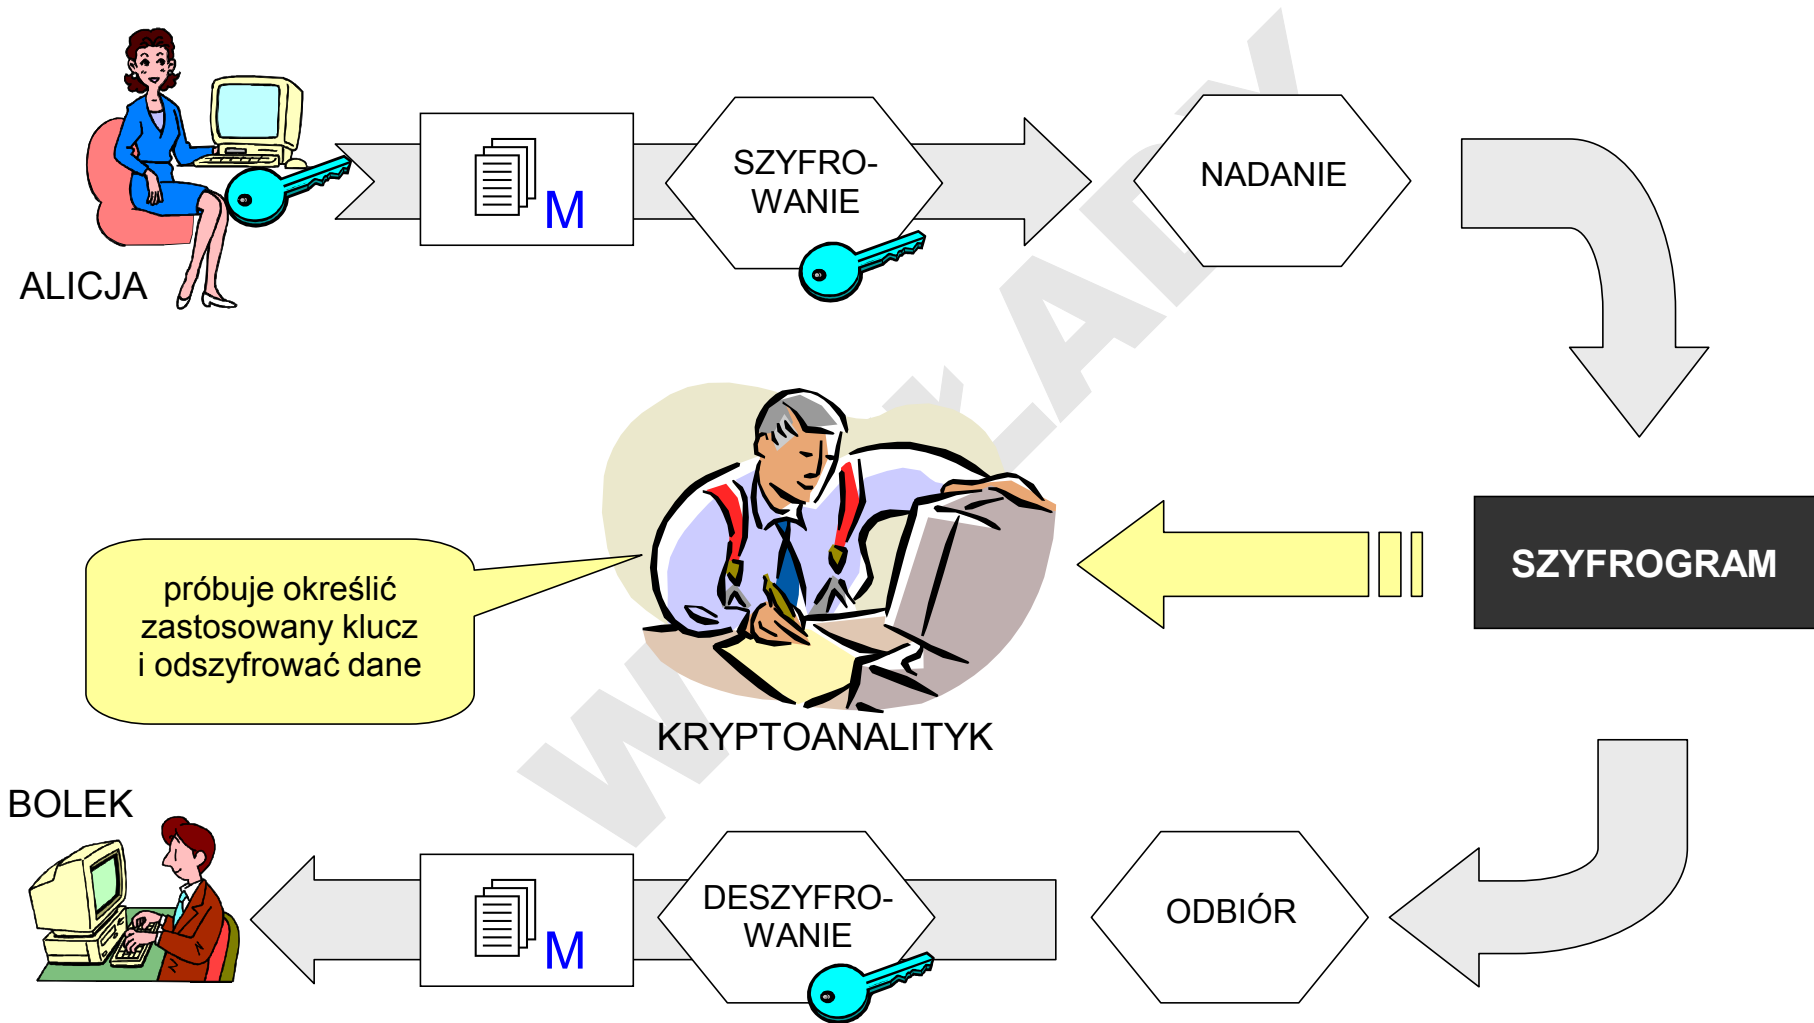 ALICJA
M
SZYFRO-
WANIE
NADANIE
SZYFROGRAM
próbuje określić
zastosowany klucz
i odszyfrować dane
KRYPTOANALITYK
BOLEK
M
DESZYFRO-
WANIE
ODBIÓR